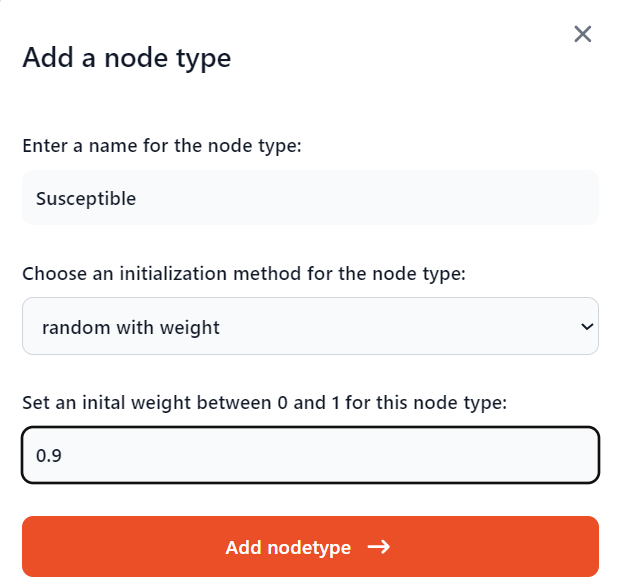 Add a node type
Enter a name for the node type:
Susceptible
Choose an initialization method for the node type:
random with weight
Set an inital weight between 0 and 1 for this node type:
0.9
Add nodetype →